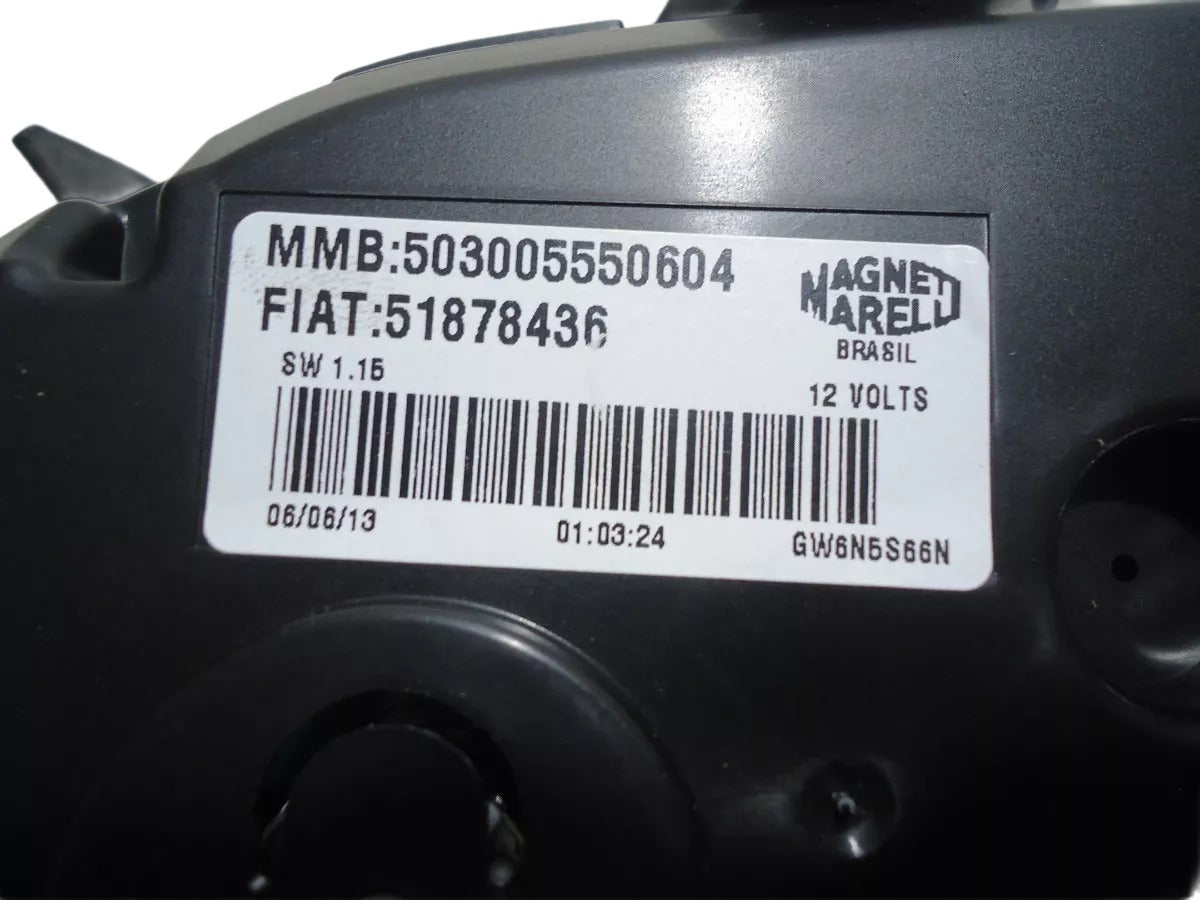 MMB:503005550604
FIAT:51878436
MAGNETI
MARELLI
BRASIL
SW 1.15
12 VOLTS
06/06/13
01:03:24
GW6N5S66N